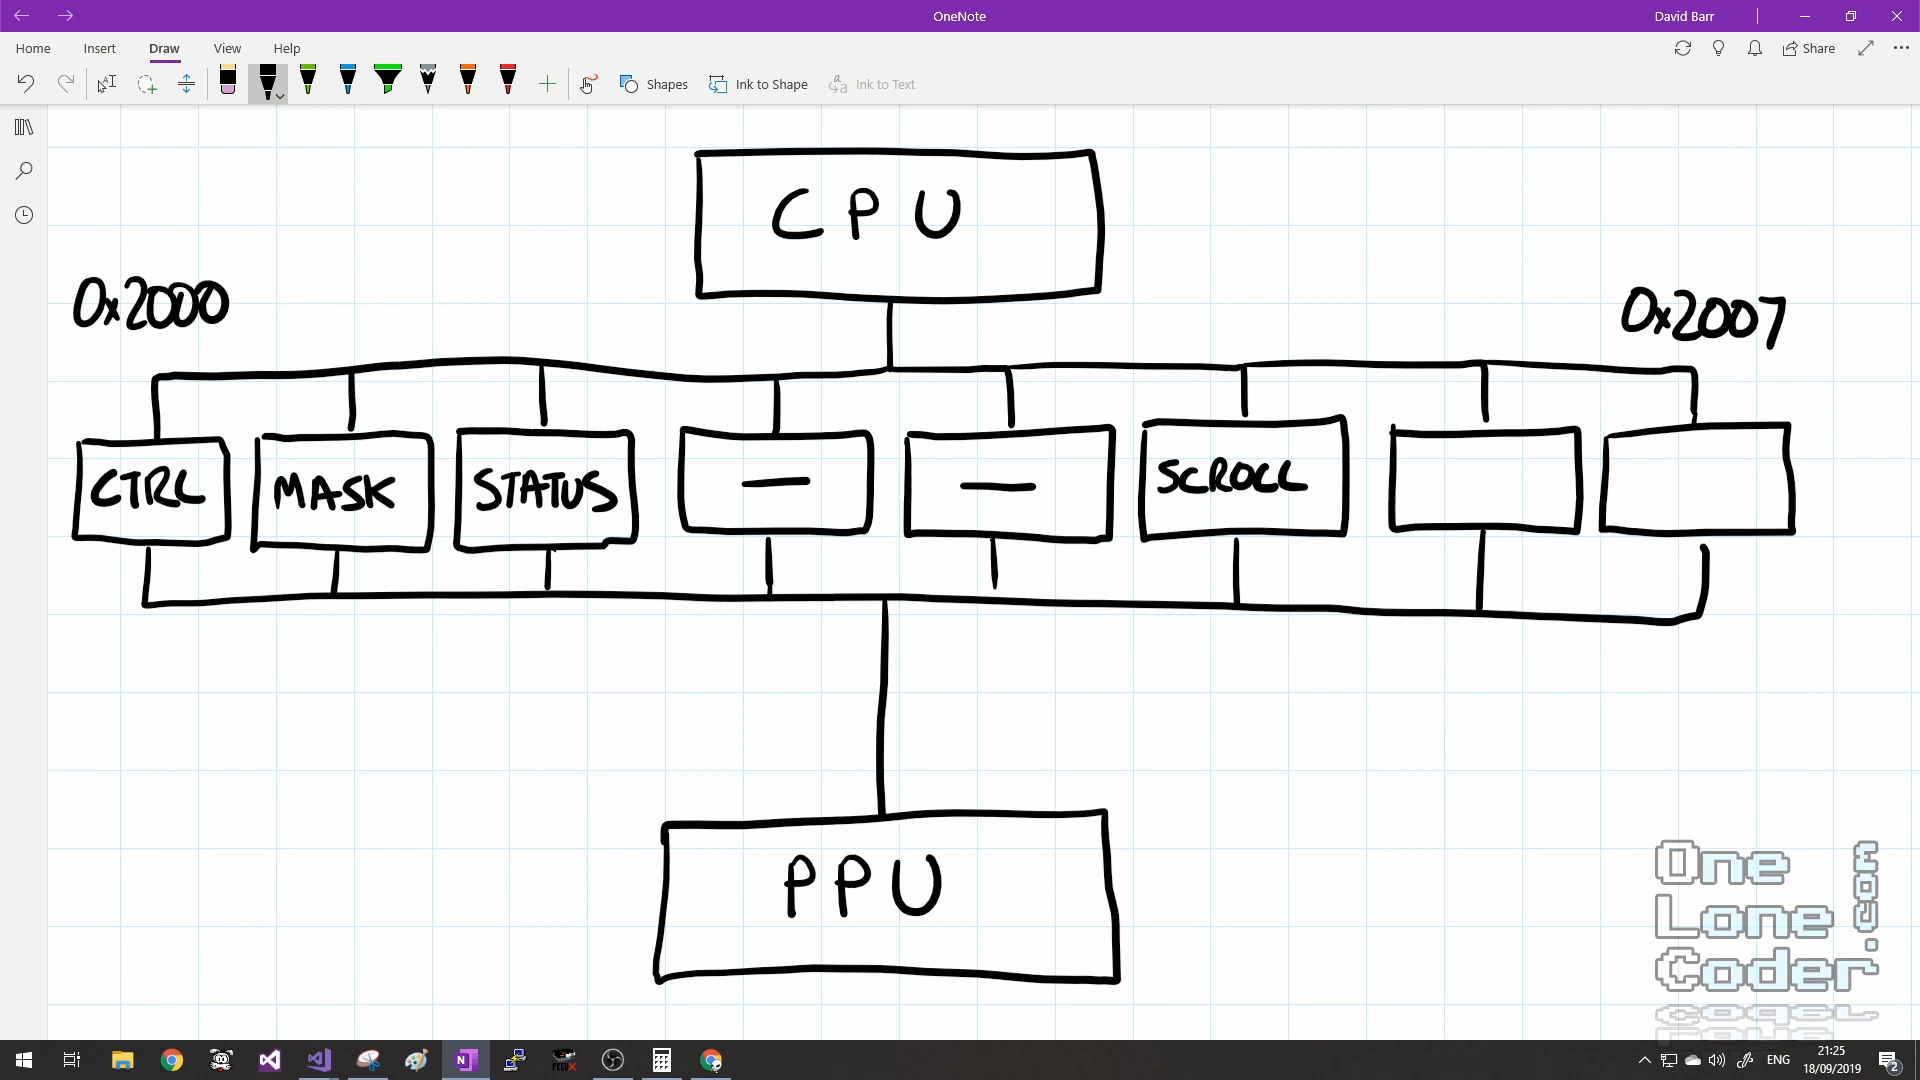 OneNote
David Barr
Home Insert Draw View Help
Share
Shapes Ink to Shape Ink to Text
CPU
0x2000
0x2007
CTRL MASK STATUS — — SCROLL
PPU
One
Lone
Coder
.com
ENG
21:25
18/09/2019
2